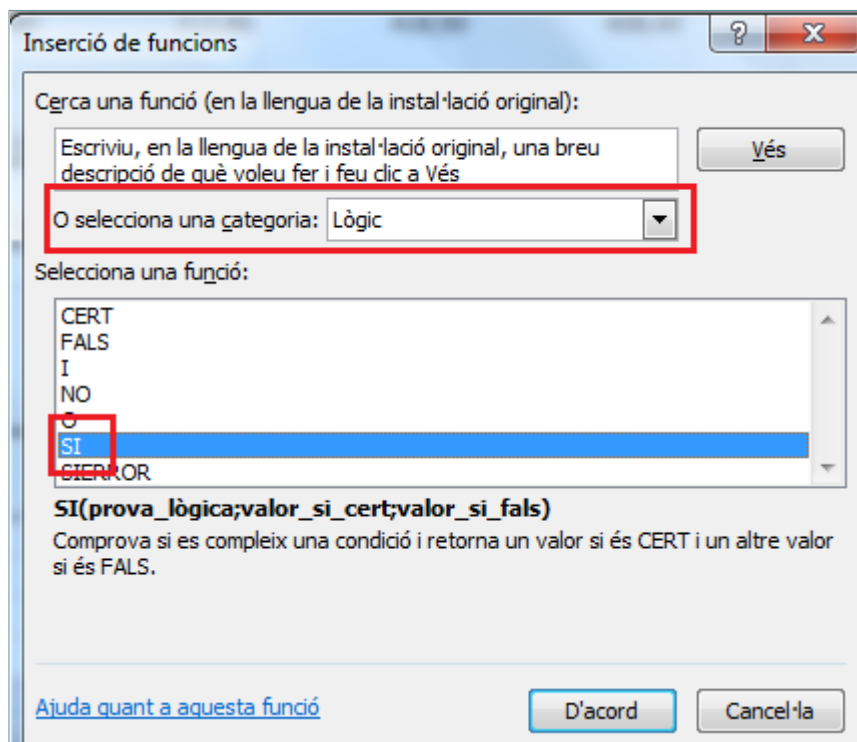 Inserció de funcions
Cerca una funció (en la llengua de la instal·lació original):
Escriviu, en la llengua de la instal·lació original, una breu
descripció de què voleu fer i feu clic a Vés
Vés
O selecciona una categoria: Lògic
Selecciona una funció:
CERT
FALS
I
NO
O
SI
SIERROR
SI(prova_lògica;valor_si_cert;valor_si_fals)
Comprova si es compleix una condició i retorna un valor si és CERT i un altre valor
si és FALS.
Ajuda quant a aquesta funció
D'acord
Cancel·la